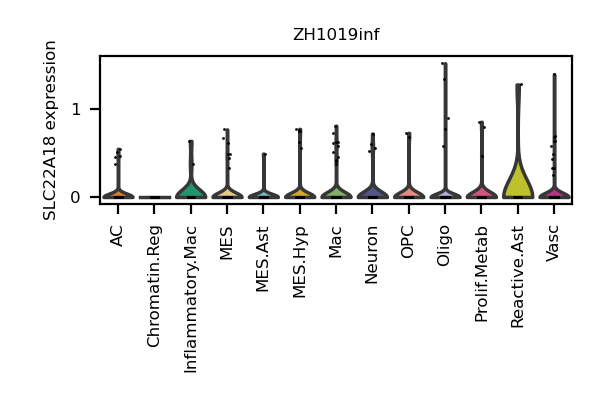 ZH1019inf
SLC22A18 expression
1
0
AC
Chromatin.Reg
Inflammatory.Mac
MES
MES.Ast
MES.Hyp
Mac
Neuron
OPC
Oligo
Prolif.Metab
Reactive.Ast
Vasc